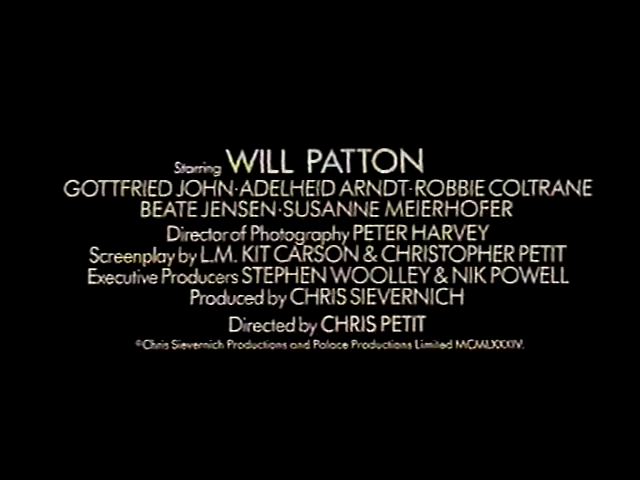 Starring WILL PATTON
GOTTFRIED JOHN·ADELHEID ARNDT·ROBBIE COLTRANE
BEATE JENSEN·SUSANNE MEIERHOFER
Director of Photography PETER HARVEY
Screenplay by L.M. KIT CARSON & CHRISTOPHER PETIT
Executive Producers STEPHEN WOOLLEY & NIK POWELL
Produced by CHRIS SIEVERNICH
Directed by CHRIS PETIT
©Chris Sievernich Productions and Palace Productions Limited MCMLXXXIV.